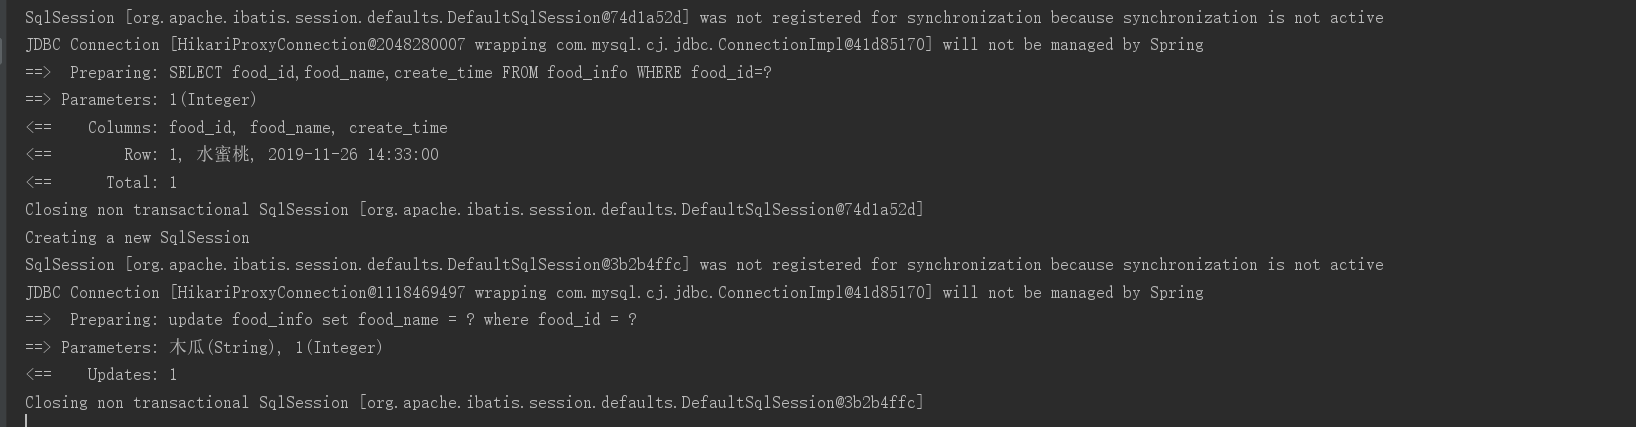 SqlSession [org.apache.ibatis.session.defaults.DefaultSqlSession@74d1a52d] was not registered for synchronization because synchronization is not active
JDBC Connection [HikariProxyConnection@2048280007 wrapping com.mysql.cj.jdbc.ConnectionImpl@41d85170] will not be managed by Spring
==>  Preparing: SELECT food_id,food_name,create_time FROM food_info WHERE food_id=?
==> Parameters: 1(Integer)
<==    Columns: food_id, food_name, create_time
<==        Row: 1, 水蜜桃, 2019-11-26 14:33:00
<==      Total: 1
Closing non transactional SqlSession [org.apache.ibatis.session.defaults.DefaultSqlSession@74d1a52d]
Creating a new SqlSession
SqlSession [org.apache.ibatis.session.defaults.DefaultSqlSession@3b2b4ffc] was not registered for synchronization because synchronization is not active
JDBC Connection [HikariProxyConnection@1118469497 wrapping com.mysql.cj.jdbc.ConnectionImpl@41d85170] will not be managed by Spring
==>  Preparing: update food_info set food_name = ? where food_id = ?
==> Parameters: 木瓜(String), 1(Integer)
<==    Updates: 1
Closing non transactional SqlSession [org.apache.ibatis.session.defaults.DefaultSqlSession@3b2b4ffc]